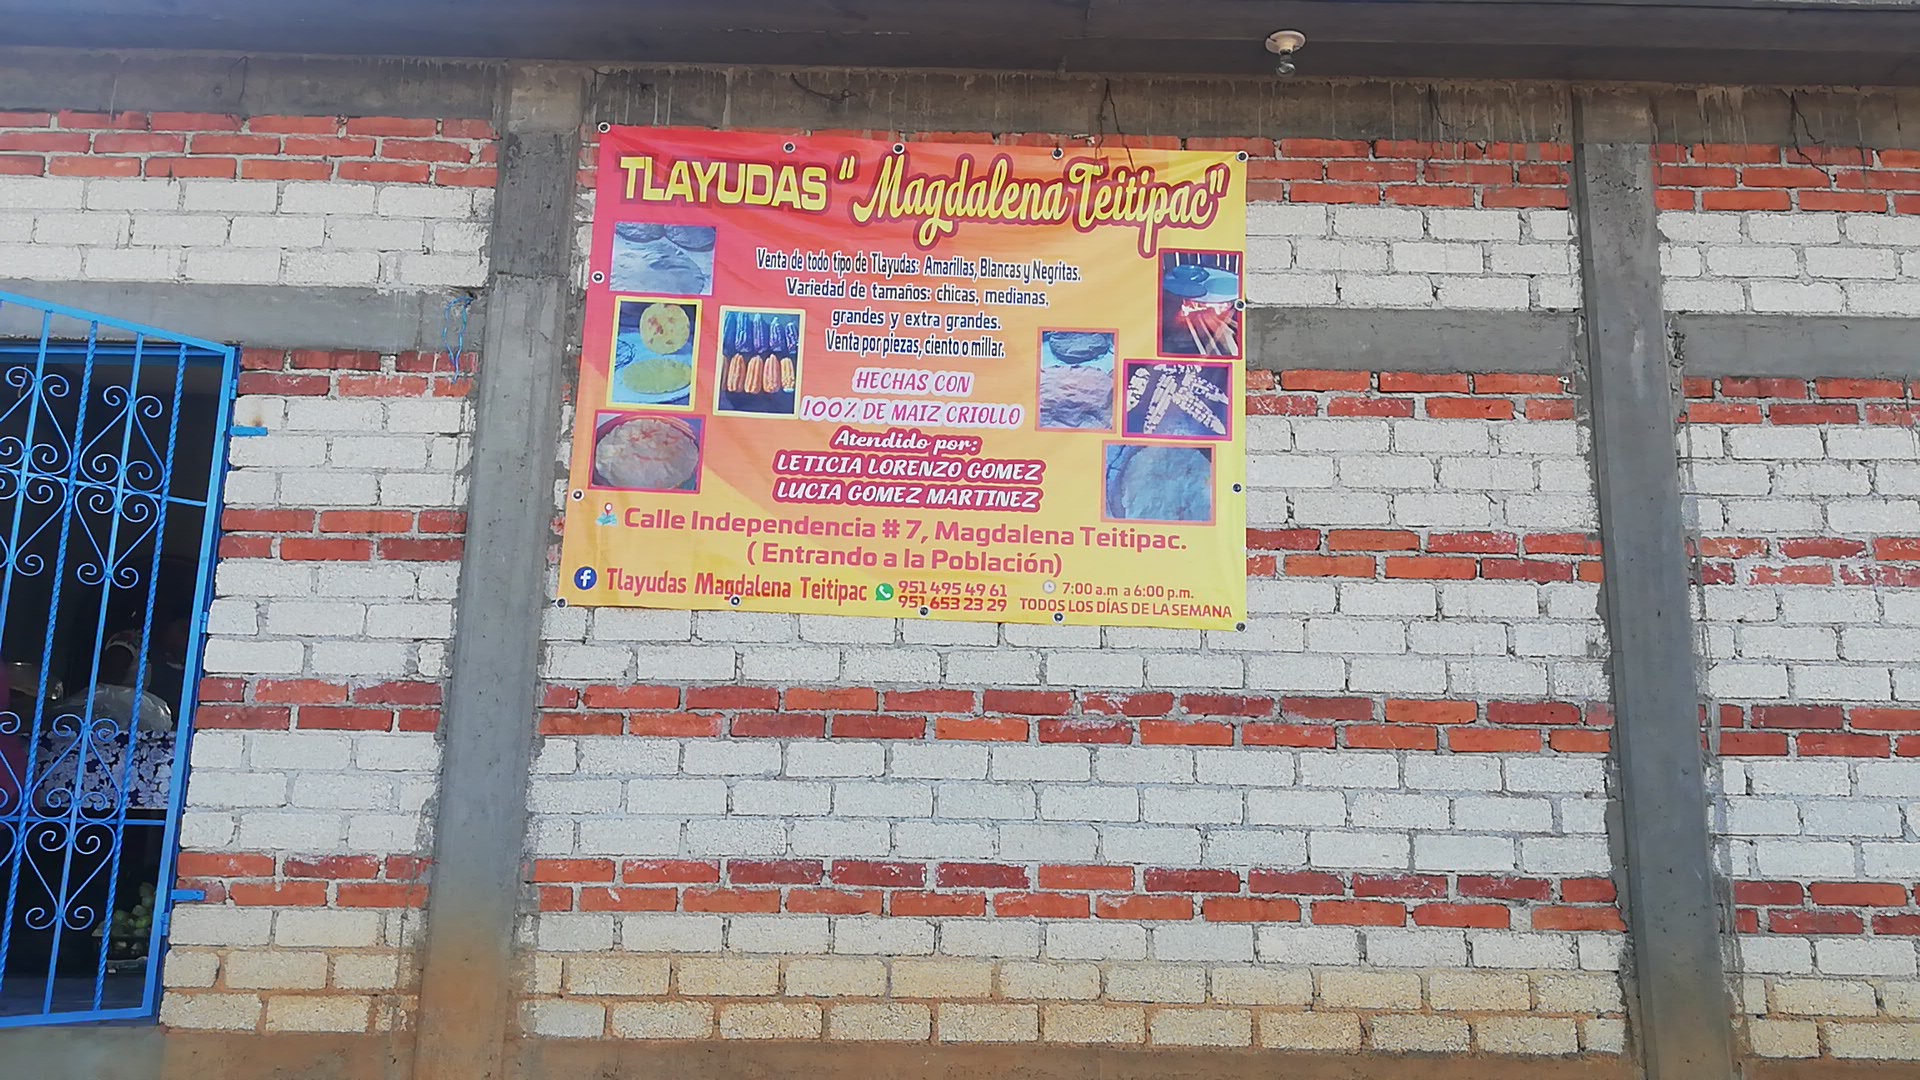 TLAYUDAS "Magdalena Teitipac"
Venta de todo tipo de Tlayudas: Amarillas, Blancas y Negritas.
Variedad de tamaños: chicas, medianas,
grandes y extra grandes.
Venta por piezas, ciento o millar.
HECHAS CON
100% DE MAIZ CRIOLLO
Atendido por:
LETICIA LORENZO GOMEZ
LUCIA GOMEZ MARTINEZ
Calle Independencia # 7, Magdalena Teitipac.
( Entrando a la Población)
Tlayudas Magdalena Teitipac
951 495 49 61
951 653 23 29
7:00 a.m a 6:00 p.m.
TODOS LOS DÍAS DE LA SEMANA